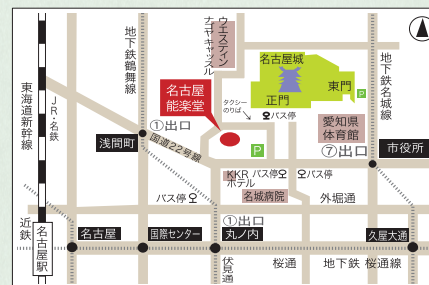 地下鉄鶴舞線
ウエスティン
ナゴヤキャッスル
名古屋城
東門
正門
P
地下鉄名城線
名古屋
能楽堂
タクシー
のりば
バス停
愛知県
体育館
東海道新幹線
JR・名鉄
①出口
浅間町
国道22号線
P
⑦出口
市役所
KKR
ホテル
バス停
バス停
バス停
名城病院
外堀通
近鉄
名古屋駅
①出口
名古屋
国際センター
丸ノ内
久屋大通
伏見通
桜通
地下鉄 桜通線